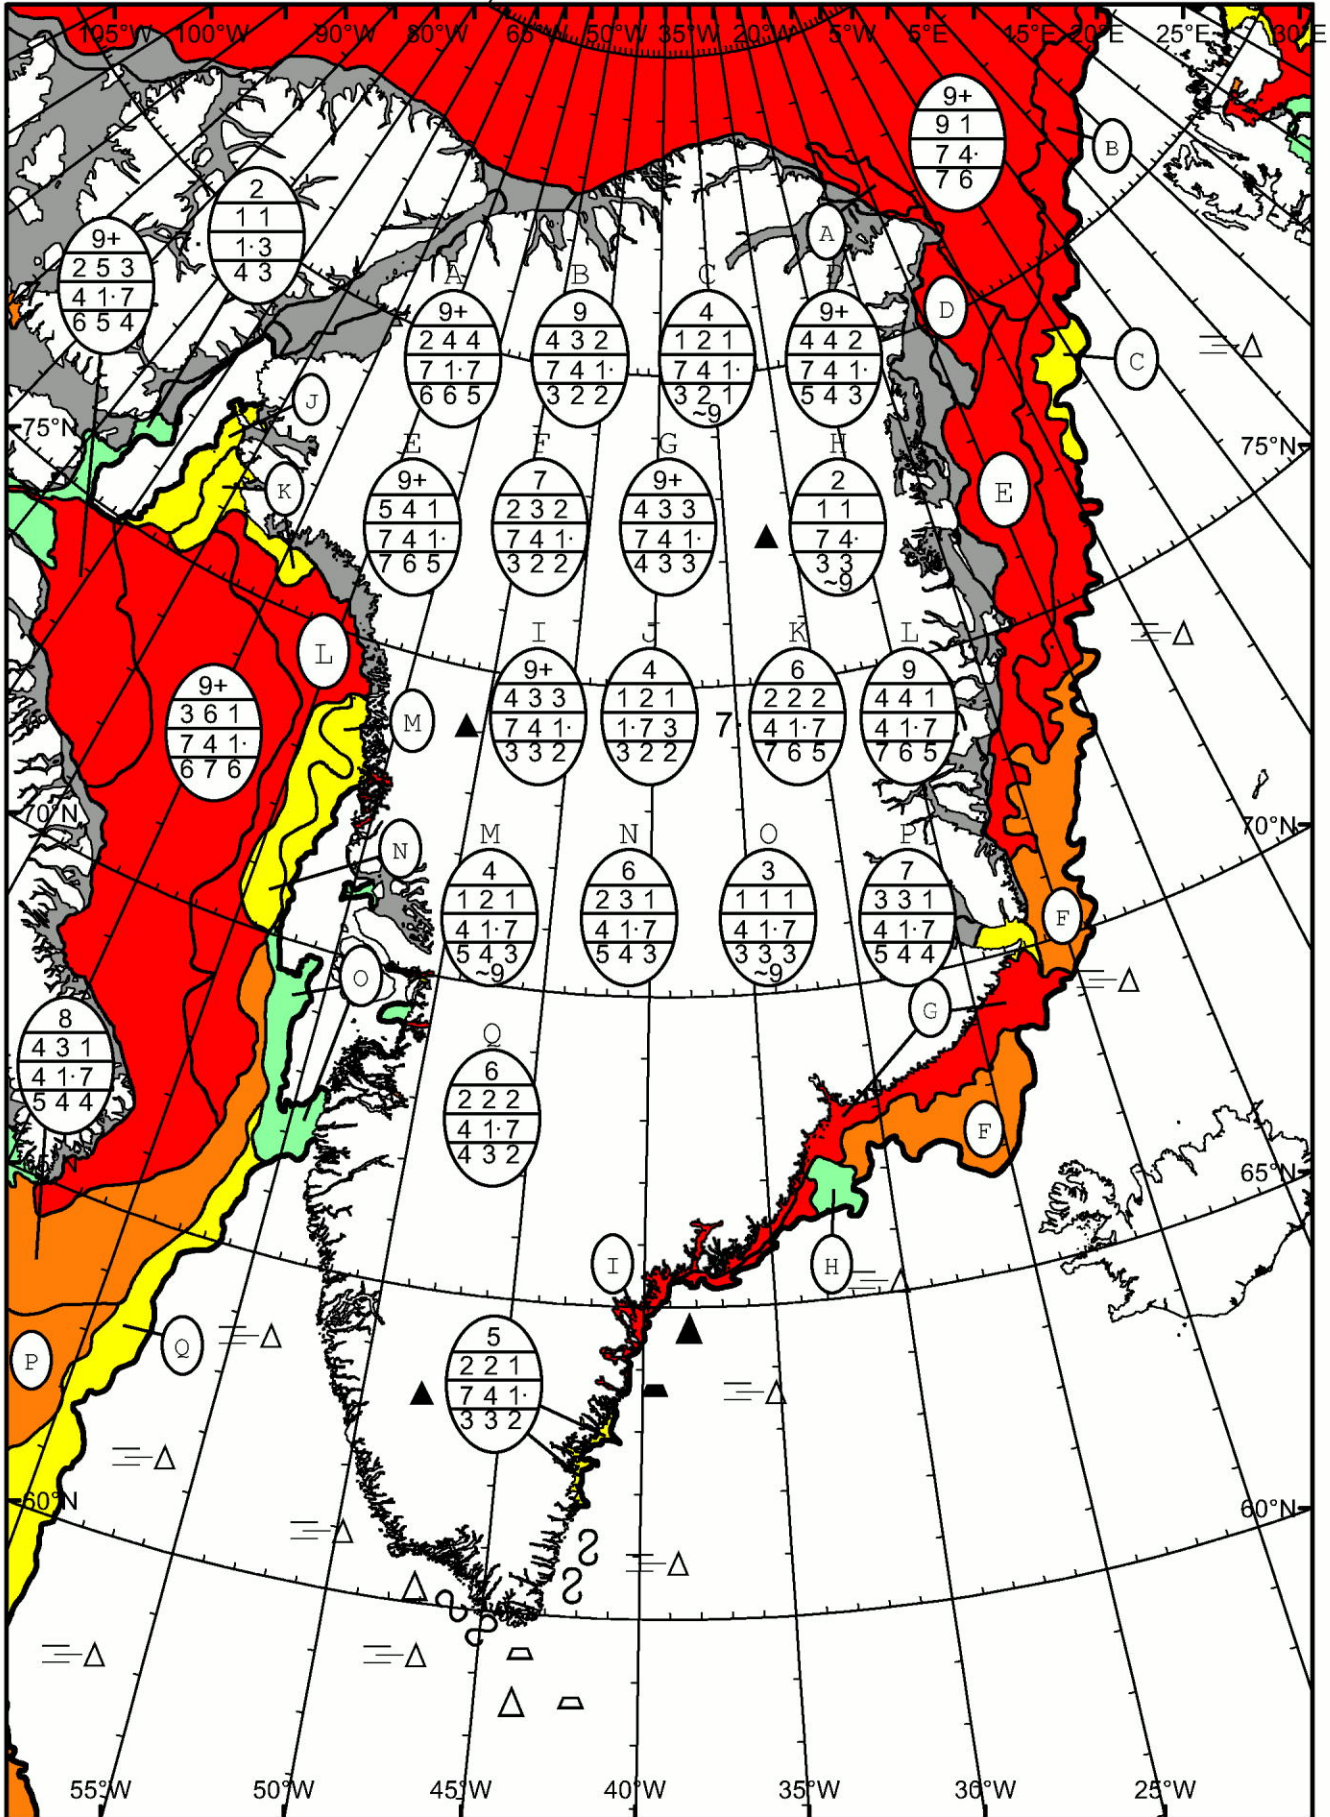 105°W 100°W 90°W 80°W 65°W 50°W 35°W 20°W 5°W 5°E 15°E 20°E 25°E 30°E
9+
9 1
7 4·
7 6
B
2
1 1
1·3
4 3
9+
2 5 3
4 1·7
6 5 4
A
D
C
A B C D
9+ 9 4 9+
2 4 4 4 3 2 1 2 1 4 4 2
7 1·7 7 4 1· 7 4 1· 7 4 1·
6 6 5 3 2 2 3 2 1 5 4 3
~9
J
75°N 75°N
K
E
E F G H
9+ 7 9+ 2
5 4 1 2 3 2 4 3 3 1 1
7 4 1· 7 4 1· 7 4 1· 7 4·
7 6 5 3 2 2 4 3 3 3 3
~9
L
I J K L
9+ 4 6 9
4 3 3 1 2 1 2 2 2 4 4 1
7 4 1· 1·7 3 7· 4 1·7 4 1·7
3 3 2 3 2 2 7 6 5 7 6 5
9+
3 6 1
7 4 1·
6 7 6
M
70°N 70°N
N
M N O P
4 6 3 7
1 2 1 2 3 1 1 1 1 3 3 1
4 1·7 4 1·7 4 1·7 4 1·7
5 4 3 5 4 3 3 3 3 5 4 4
~9 ~9
F
O
G
8
4 3 1
4 1·7
5 4 4
Q
6
2 2 2
4 1·7
4 3 2
F
65°N
I
H
P
Q
5
2 2 1
7 4 1·
3 3 2
60°N 60°N
55°W 50°W 45°W 40°W 35°W 30°W 25°W